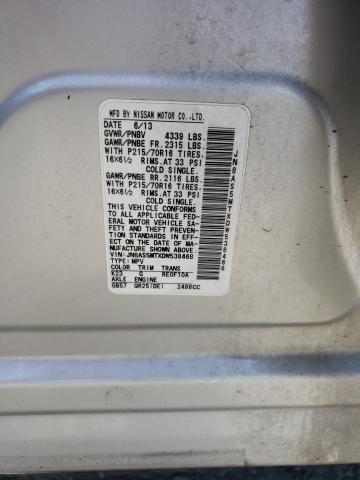 MFD BY NISSAN MOTOR CO.,LTD.
DATE 6/13
GVWR/PNBV 4339 LBS.
GAWR/PNBE FR. 2315 LBS.
WITH P215/70R16 TIRES,
16X6½ RIMS, AT 33 PSI
COLD SINGLE.
GAWR/PNBE RR. 2116 LBS.
WITH P215/70R16 TIRES,
16X6½ RIMS, AT 33 PSI
COLD SINGLE.
THIS VEHICLE CONFORMS
TO ALL APPLICABLE FED-
ERAL MOTOR VEHICLE SA-
FETY AND THEFT PREVENTION
STANDARDS IN EFF-
ECT ON THE DATE OF MA-
NUFACTURE SHOWN ABOVE.
VIN: JN8AS5MTXDW538468
TYPE: MPV
COLOR TRIM TRANS
K23 G RE0F10A
AXLE ENGINE
GB57 QR25(DE) 2488CC
JN8AS5MTXDW538468